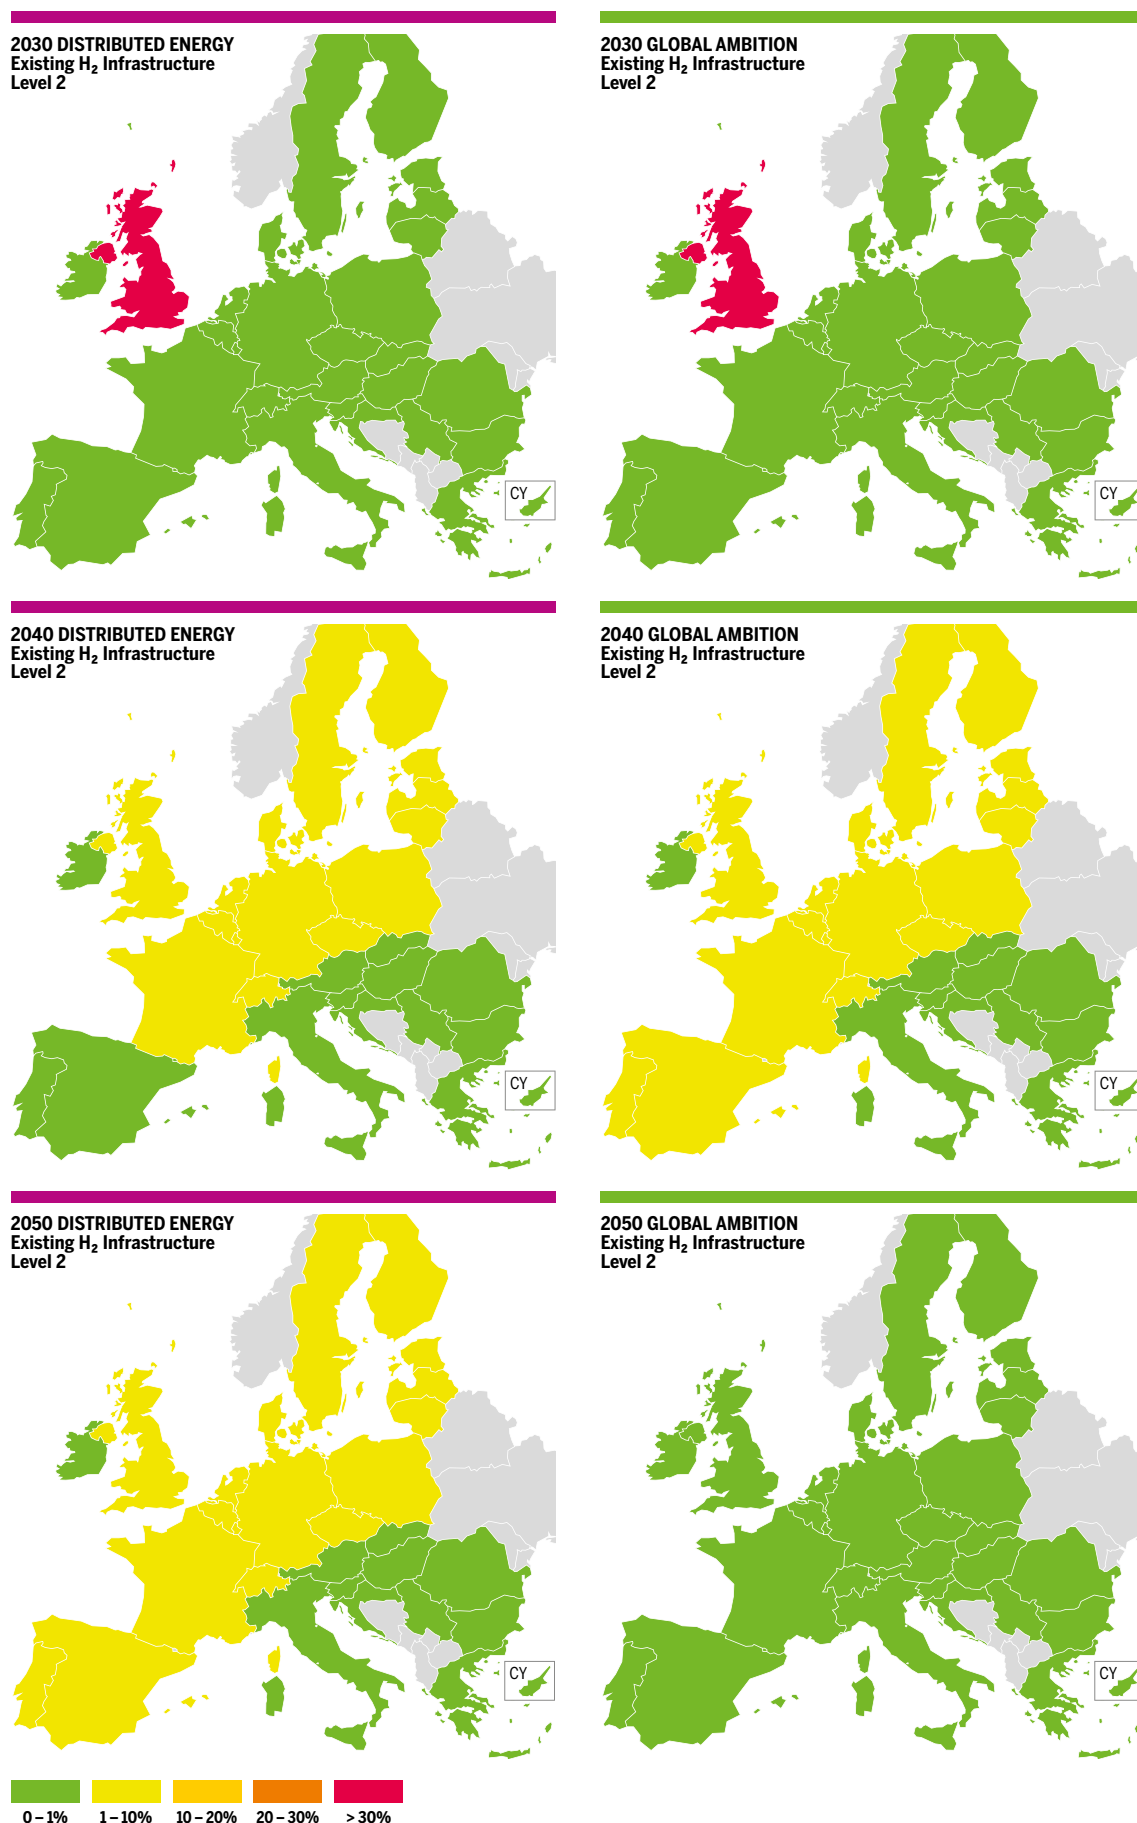 2030 DISTRIBUTED ENERGY
Existing H₂ Infrastructure
Level 2
CY
2030 GLOBAL AMBITION
Existing H₂ Infrastructure
Level 2
CY
2040 DISTRIBUTED ENERGY
Existing H₂ Infrastructure
Level 2
CY
2040 GLOBAL AMBITION
Existing H₂ Infrastructure
Level 2
CY
2050 DISTRIBUTED ENERGY
Existing H₂ Infrastructure
Level 2
CY
2050 GLOBAL AMBITION
Existing H₂ Infrastructure
Level 2
CY
0 – 1% 1 – 10% 10 – 20% 20 – 30% > 30%